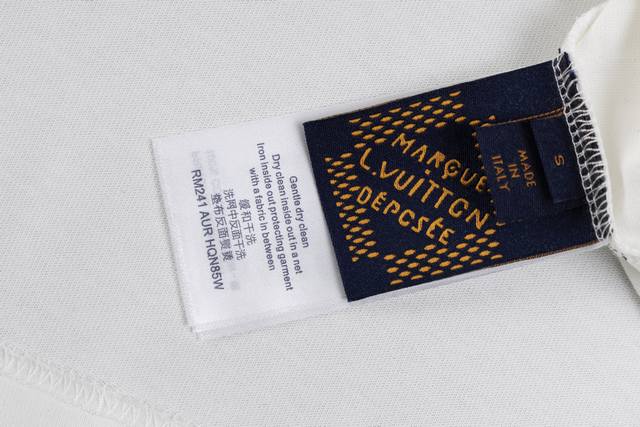 MARQUE
L.VUITTON
DEPOSÉE
MADE
IN
ITALY
S
Gentle dry clean
Dry clean inside out in a net
Iron inside out protecting garment
with a fabric in between
缓和干洗
洗网中反面干洗
垫布反面熨烫
RM241 AUR HQN85W